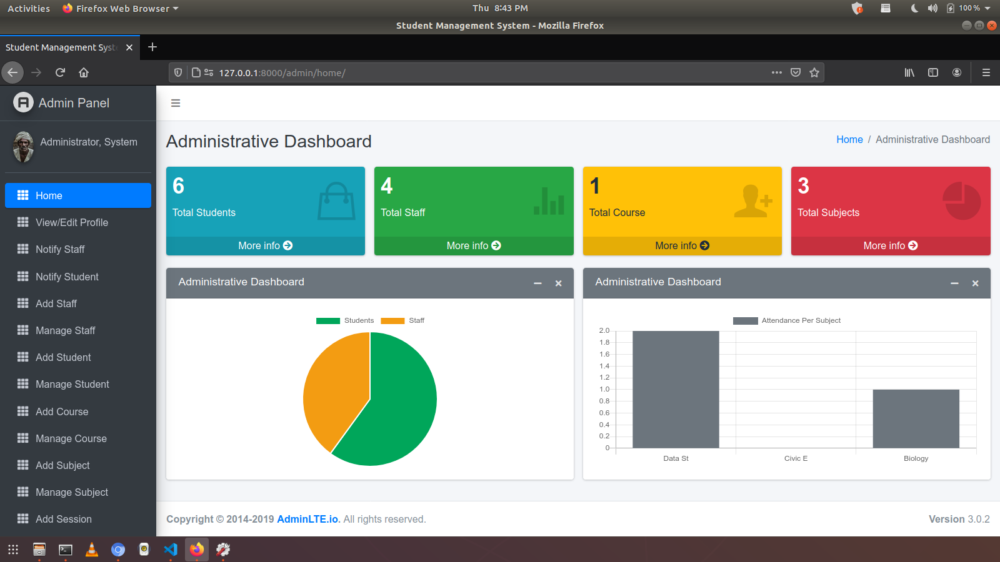 Activities Firefox Web Browser Thu 8:43 PM 100%
Student Management System - Mozilla Firefox
Student Management Syst
127.0.0.1:8000/admin/home/
Admin Panel
Administrator, System
Home
View/Edit Profile
Notify Staff
Notify Student
Add Staff
Manage Staff
Add Student
Manage Student
Add Course
Manage Course
Add Subject
Manage Subject
Add Session
Administrative Dashboard
Home / Administrative Dashboard
6
Total Students
More info
4
Total Staff
More info
1
Total Course
More info
3
Total Subjects
More info
Administrative Dashboard
Students Staff
Administrative Dashboard
Attendance Per Subject
2.0
1.8
1.6
1.4
1.2
1.0
0.8
0.6
0.4
0.2
0
Data St Civic E Biology
Copyright © 2014-2019 AdminLTE.io. All rights reserved.
Version 3.0.2